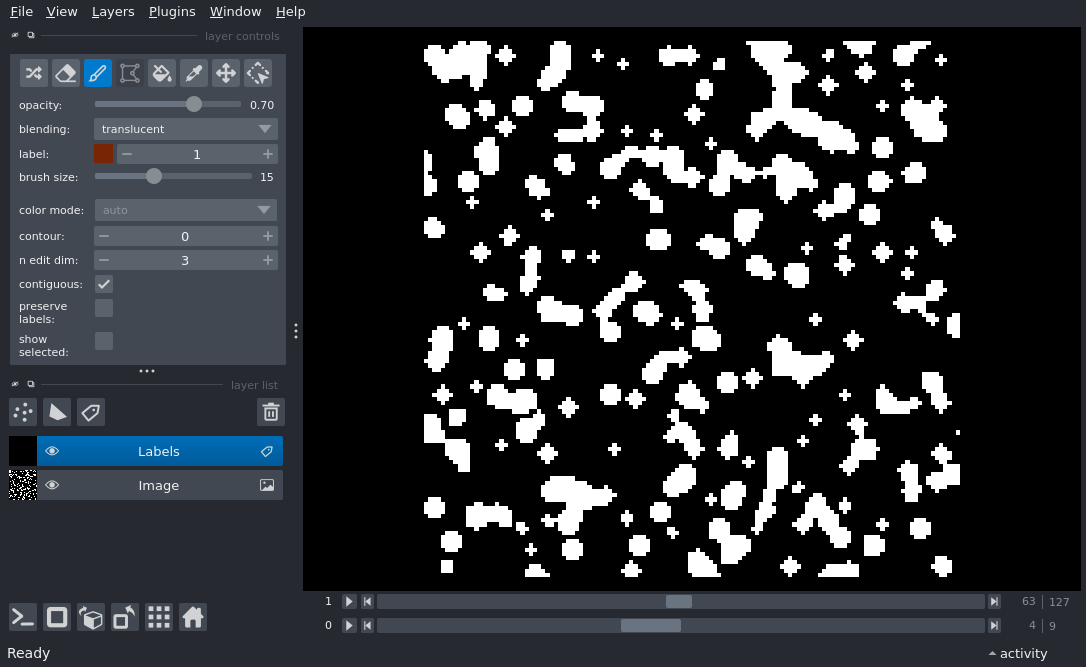 File View Layers Plugins Window Help
layer controls
opacity: 0.70
blending: translucent
label: 1
brush size: 15
color mode: auto
contour: 0
n edit dim: 3
contiguous:
preserve
labels:
show
selected:
layer list
Labels
Image
1 63 127
0 4 9
Ready activity